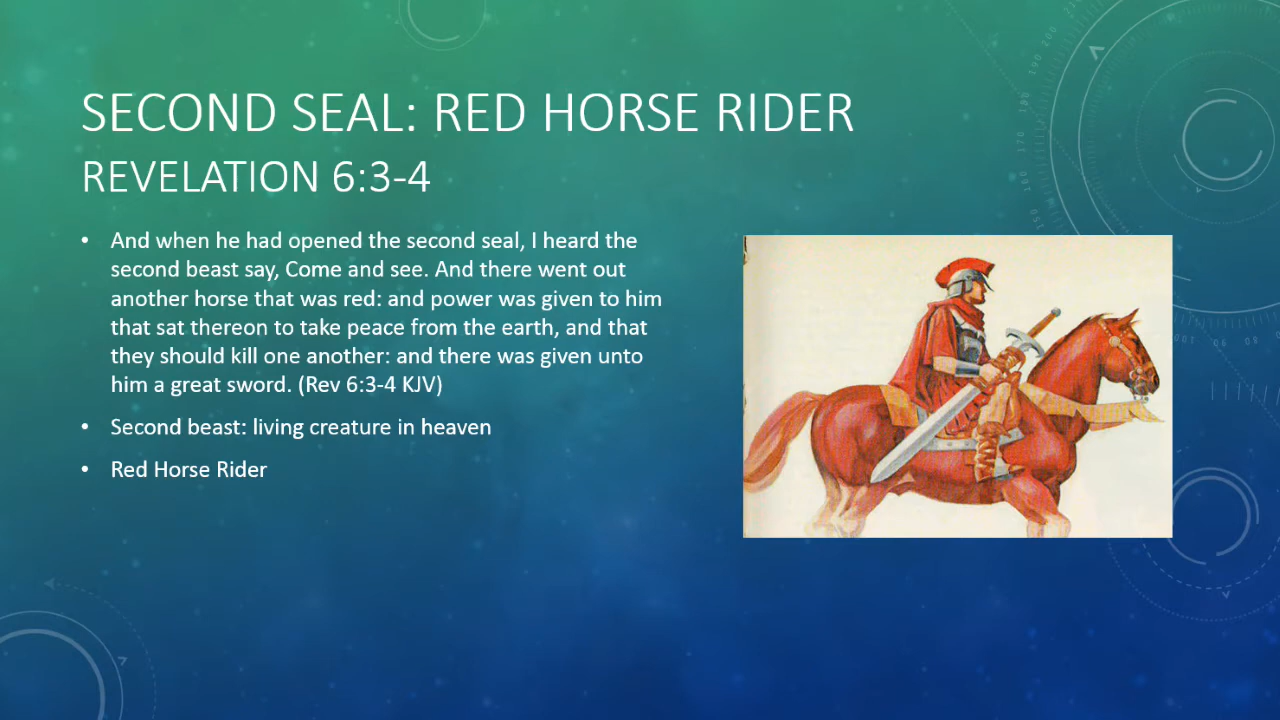 SECOND SEAL: RED HORSE RIDER
REVELATION 6:3-4
• And when he had opened the second seal, I heard the
second beast say, Come and see. And there went out
another horse that was red: and power was given to him
that sat thereon to take peace from the earth, and that
they should kill one another: and there was given unto
him a great sword. (Rev 6:3-4 KJV)
• Second beast: living creature in heaven
• Red Horse Rider